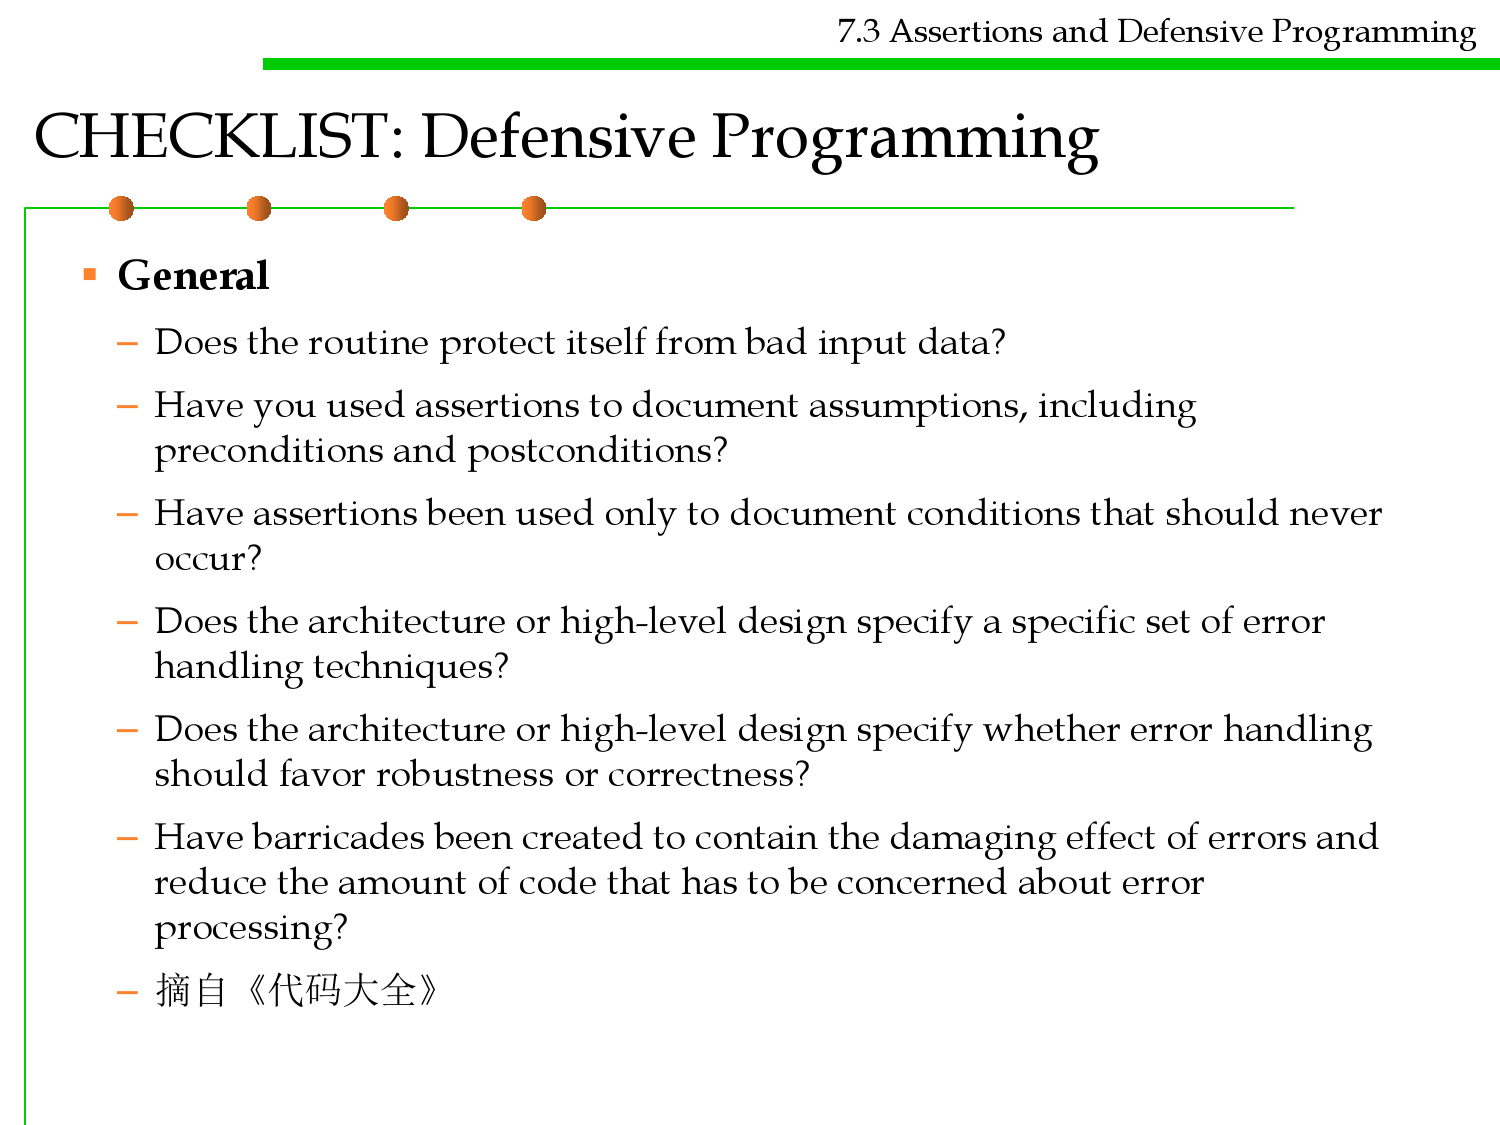 7.3 Assertions and Defensive Programming
CHECKLIST: Defensive Programming
▪ General
– Does the routine protect itself from bad input data?
– Have you used assertions to document assumptions, including
preconditions and postconditions?
– Have assertions been used only to document conditions that should never
occur?
– Does the architecture or high-level design specify a specific set of error
handling techniques?
– Does the architecture or high-level design specify whether error handling
should favor robustness or correctness?
– Have barricades been created to contain the damaging effect of errors and
reduce the amount of code that has to be concerned about error
processing?
– 摘自《代码大全》